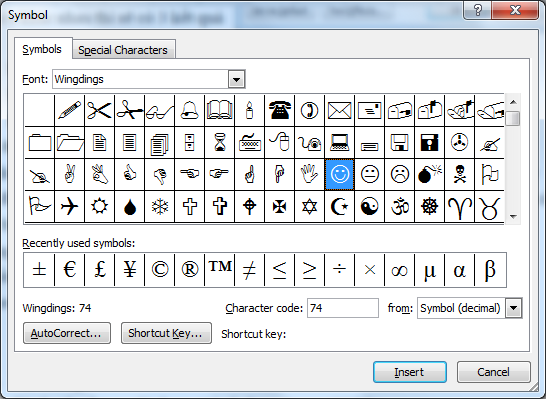 Symbol
Symbols Special Characters
Font: Wingdings
Recently used symbols:
± € £ ¥ © ® ™ ≠ ≤ ≥ ÷ × ∞ µ α β
Wingdings: 74 Character code: 74 from: Symbol (decimal)
AutoCorrect... Shortcut Key... Shortcut key:
Insert Cancel